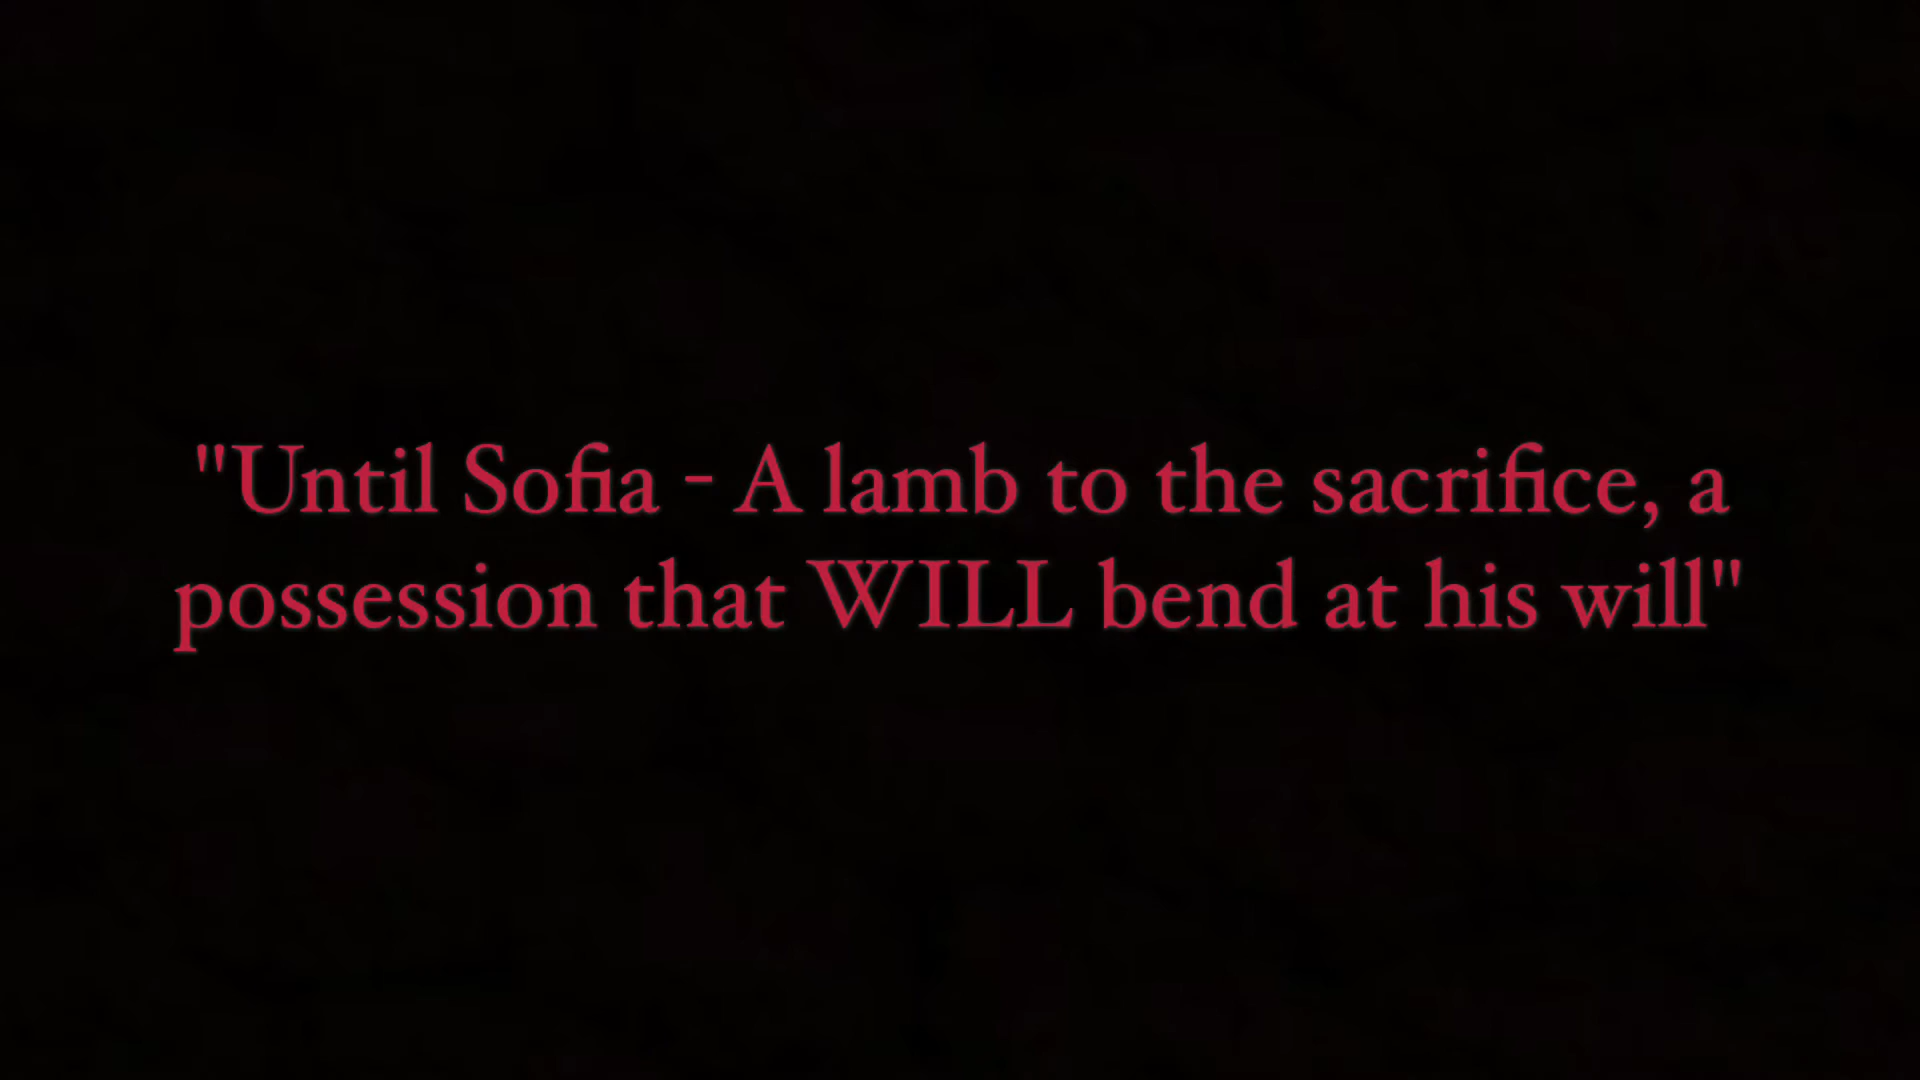 "Until Sofia - A lamb to the sacrifice, a
possession that WILL bend at his will"